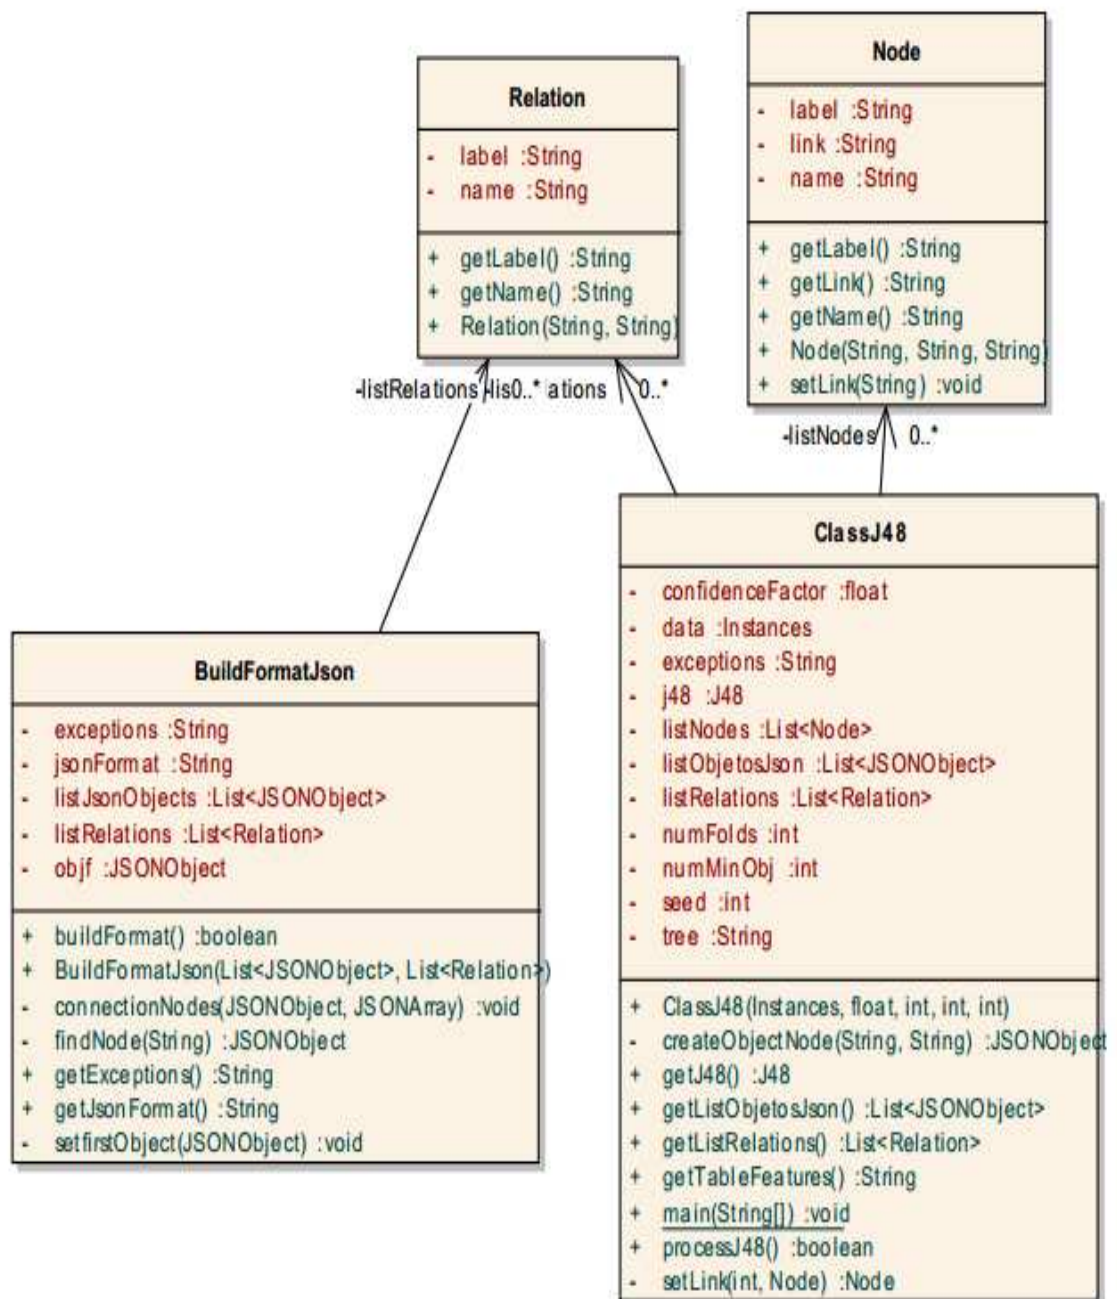 Relation
- label :String
- name :String
+ getLabel() :String
+ getName() :String
+ Relation(String, String)
Node
- label :String
- link :String
- name :String
+ getLabel() :String
+ getLink() :String
+ getName() :String
+ Node(String, String, String)
+ setLink(String) :void
-listRelations -lis0..* ations 0..*
-listNodes 0..*
BuildFormatJson
- exceptions :String
- jsonFormat :String
- listJsonObjects :List<JSONObject>
- listRelations :List<Relation>
- objf :JSONObject
+ buildFormat() :boolean
+ BuildFormatJson(List<JSONObject>, List<Relation>)
- connectionNodes(JSONObject, JSONArray) :void
- findNode(String) :JSONObject
+ getExceptions() :String
+ getJsonFormat() :String
- setfirstObject(JSONObject) :void
ClassJ48
- confidenceFactor :float
- data :Instances
- exceptions :String
- j48 :J48
- listNodes :List<Node>
- listObjetosJson :List<JSONObject>
- listRelations :List<Relation>
- numFolds :int
- numMinObj :int
- seed :int
- tree :String
+ ClassJ48(Instances, float, int, int, int)
- createObjectNode(String, String) :JSONObject
+ getJ48() :J48
+ getListObjetosJson() :List<JSONObject>
+ getListRelations() :List<Relation>
+ getTableFeatures() :String
+ main(String[]) :void
+ processJ48() :boolean
- setLink(int, Node) :Node